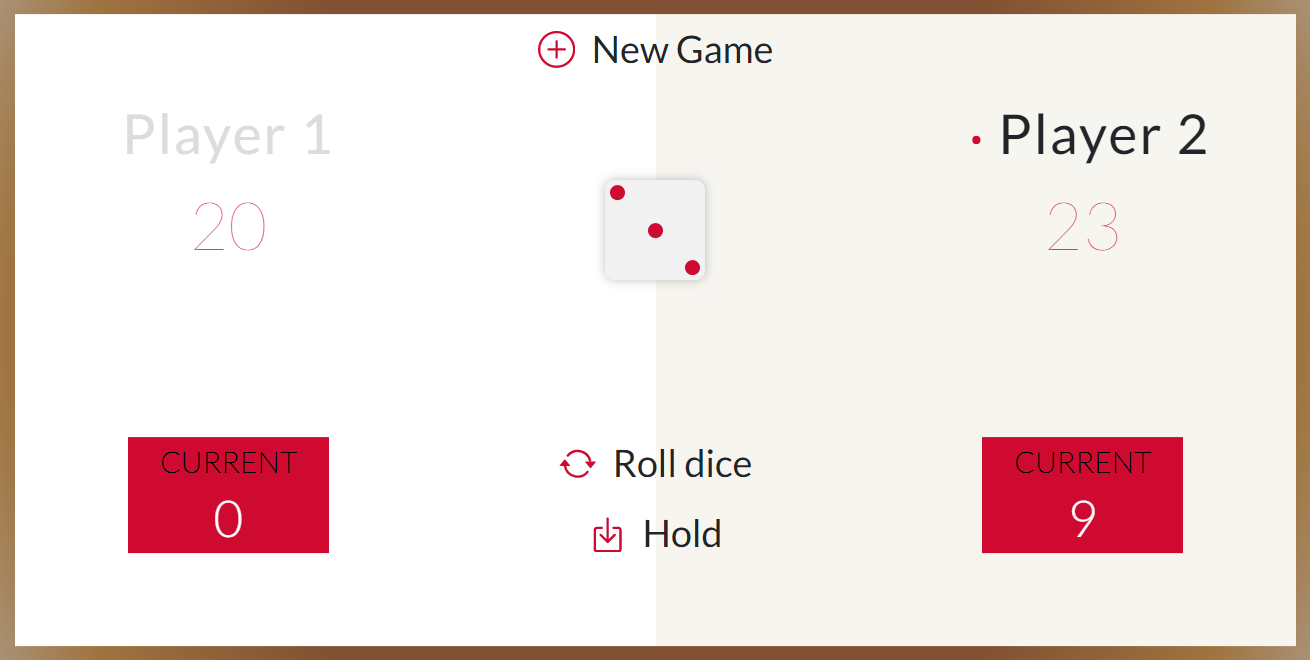 New Game
Player 1
Player 2
20
23
CURRENT
0
Roll dice
Hold
CURRENT
9